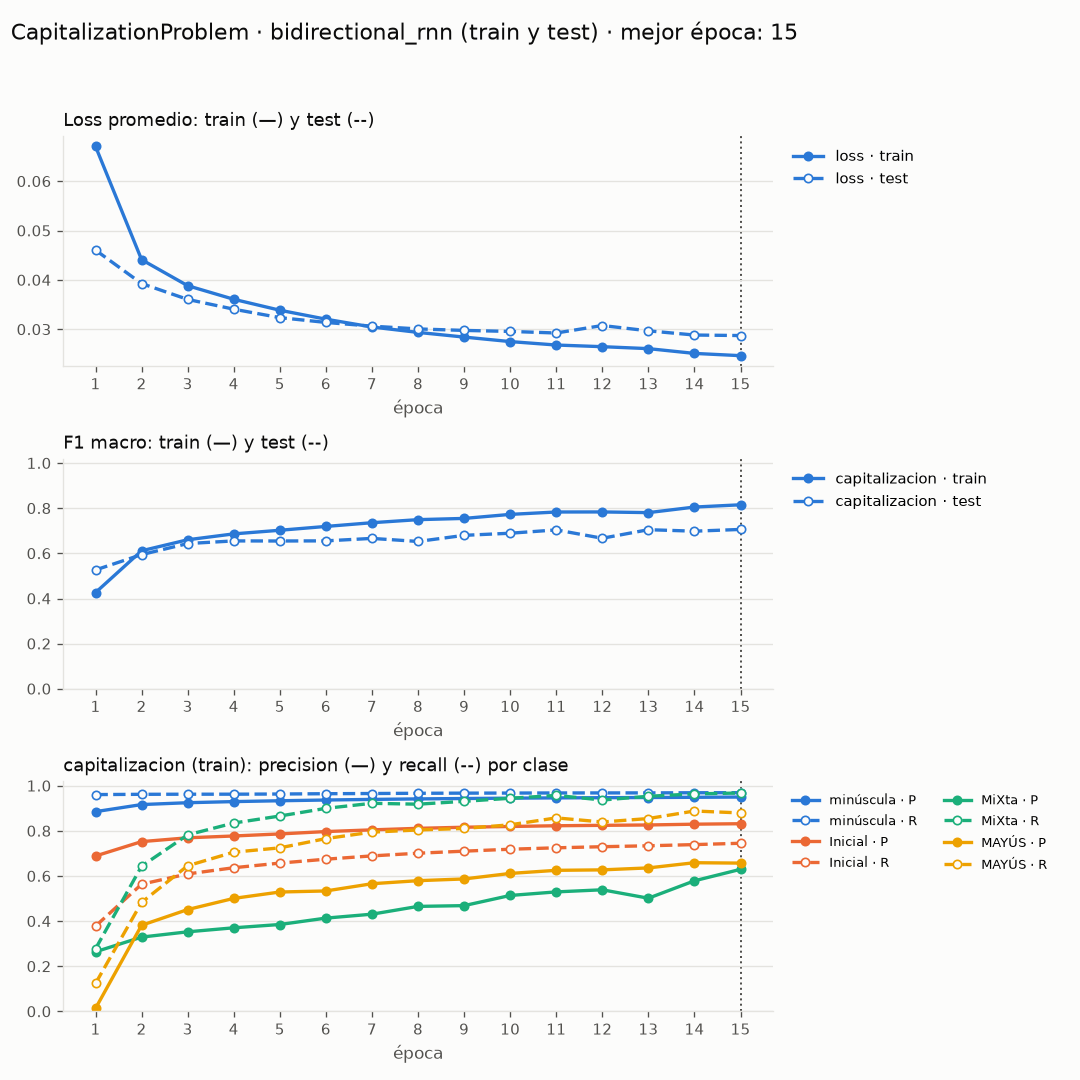 CapitalizationProblem · bidirectional_rnn (train y test) · mejor época: 15
Loss promedio: train (—) y test (--)
0.06
0.05
0.04
0.03
1 2 3 4 5 6 7 8 9 10 11 12 13 14 15
época
loss · train
loss · test
F1 macro: train (—) y test (--)
1.0
0.8
0.6
0.4
0.2
0.0
1 2 3 4 5 6 7 8 9 10 11 12 13 14 15
época
capitalizacion · train
capitalizacion · test
capitalizacion (train): precision (—) y recall (--) por clase
1.0
0.8
0.6
0.4
0.2
0.0
1 2 3 4 5 6 7 8 9 10 11 12 13 14 15
época
minúscula · P
minúscula · R
Inicial · P
Inicial · R
MiXta · P
MiXta · R
MAYÚS · P
MAYÚS · R